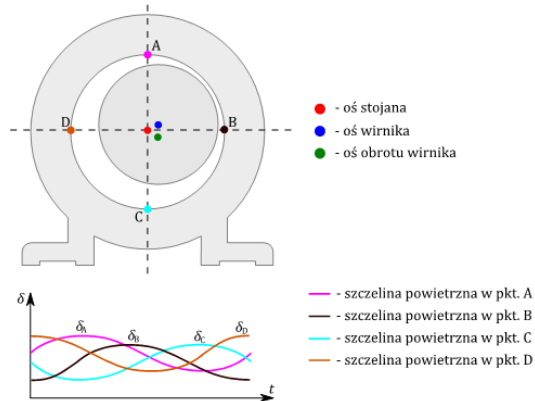 A
D
B
C
- oś stojana
- oś wirnika
- oś obrotu wirnika
δ
δA
δB
δC
δD
t
- szczelina powietrzna w pkt. A
- szczelina powietrzna w pkt. B
- szczelina powietrzna w pkt. C
- szczelina powietrzna w pkt. D